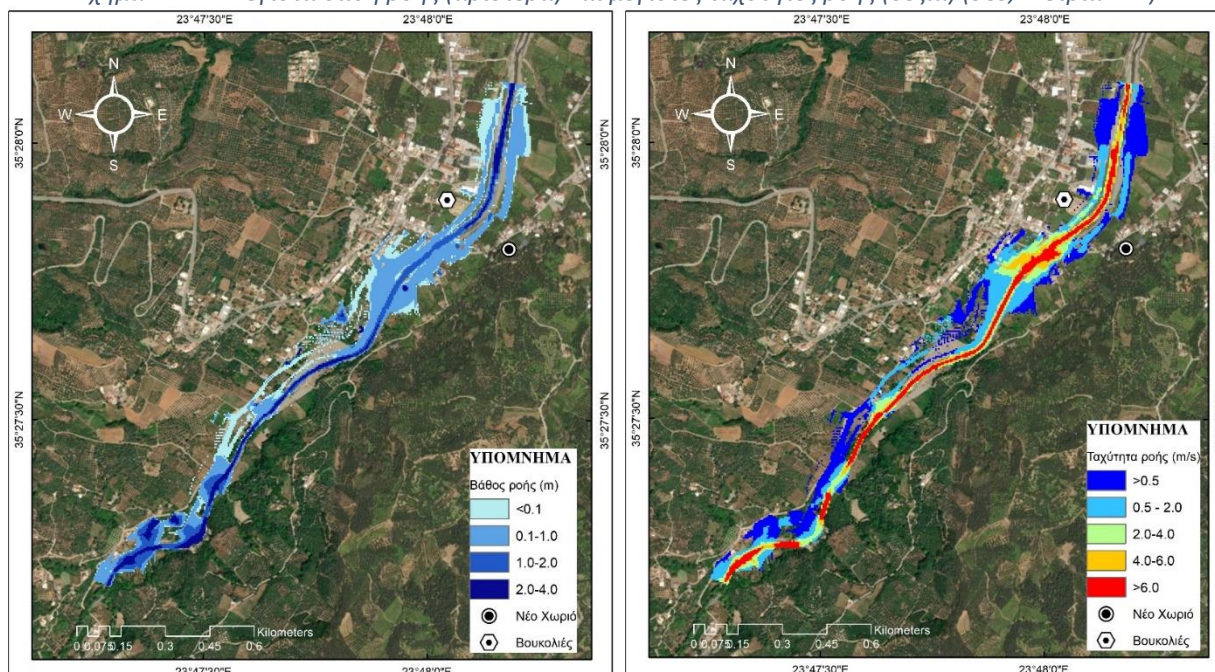 23°47'30"E
23°48'0"E
N
W
E
S
35°28'0"N
35°27'30"N
ΥΠΟΜΝΗΜΑ
Βάθος ροής (m)
<0.1
0.1-1.0
1.0-2.0
2.0-4.0
Νέο Χωριό
Βουκολιές
Kilometers
0 0.075 0.15 0.3 0.45 0.6
23°47'30"E
23°48'0"E
23°47'30"E
23°48'0"E
N
W
E
S
35°28'0"N
35°27'30"N
ΥΠΟΜΝΗΜΑ
Ταχύτητα ροής (m/s)
>0.5
0.5 - 2.0
2.0-4.0
4.0-6.0
>6.0
Νέο Χωριό
Βουκολιές
Kilometers
0 0.075 0.15 0.3 0.45 0.6
23°47'30"E
23°48'0"E